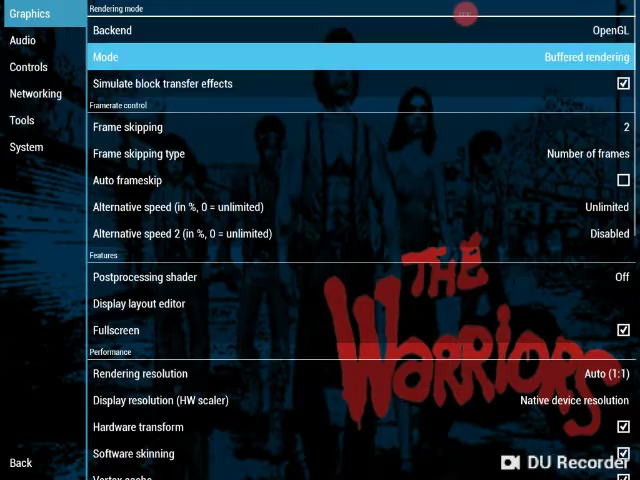 Graphics
Audio
Controls
Networking
Tools
System
Back
Rendering mode
Backend OpenGL
Mode Buffered rendering
Simulate block transfer effects
Framerate control
Frame skipping 2
Frame skipping type Number of frames
Auto frameskip
Alternative speed (in %, 0 = unlimited) Unlimited
Alternative speed 2 (in %, 0 = unlimited) Disabled
Features
Postprocessing shader Off
Display layout editor
Fullscreen
Performance
Rendering resolution Auto (1:1)
Display resolution (HW scaler) Native device resolution
Hardware transform
Software skinning
Vertex cache
THE
WARRIORS
DU Recorder